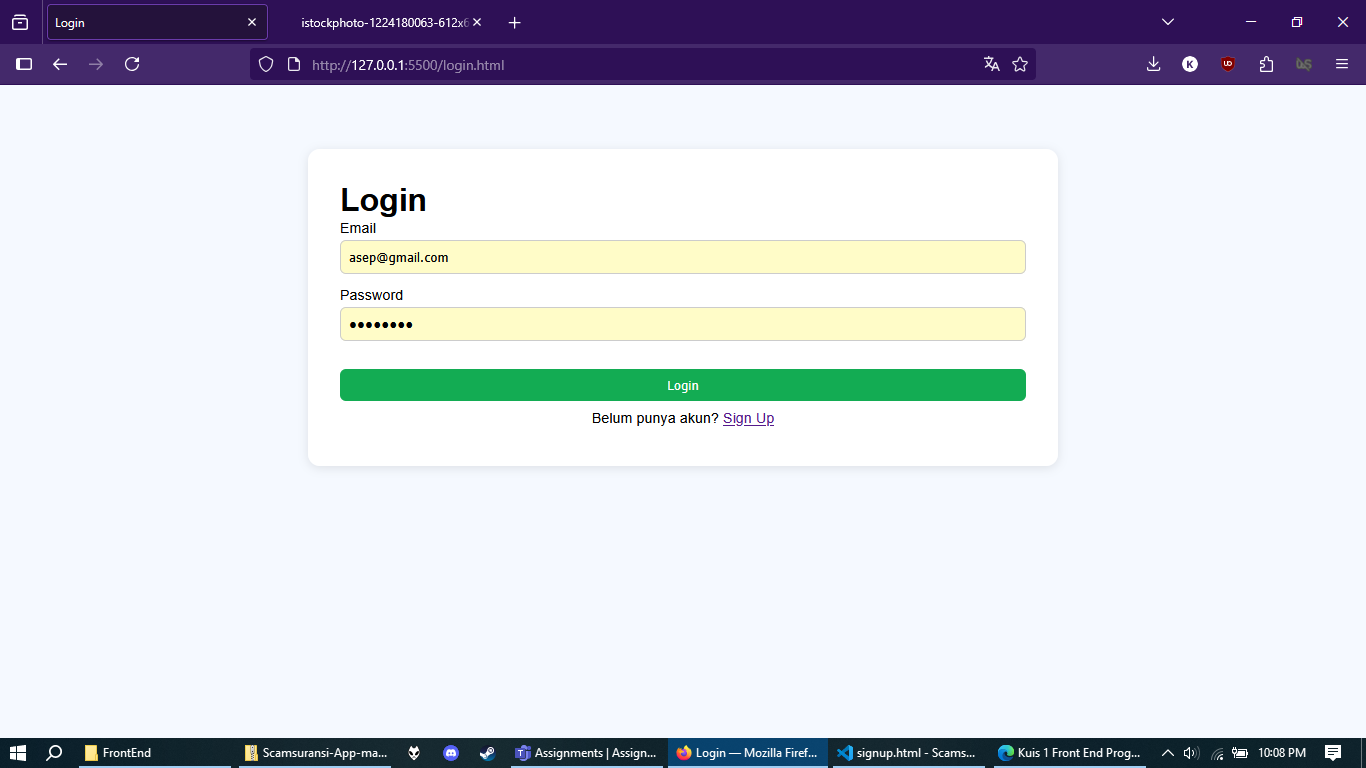 Login
istockphoto-1224180063-612x6
http://127.0.0.1:5500/login.html
K
Login
Email
asep@gmail.com
Password
Login
Belum punya akun? Sign Up
FrontEnd
Scamsuransi-App-ma...
Assignments | Assign...
Login — Mozilla Firef...
signup.html - Scams...
Kuis 1 Front End Prog...
10:08 PM